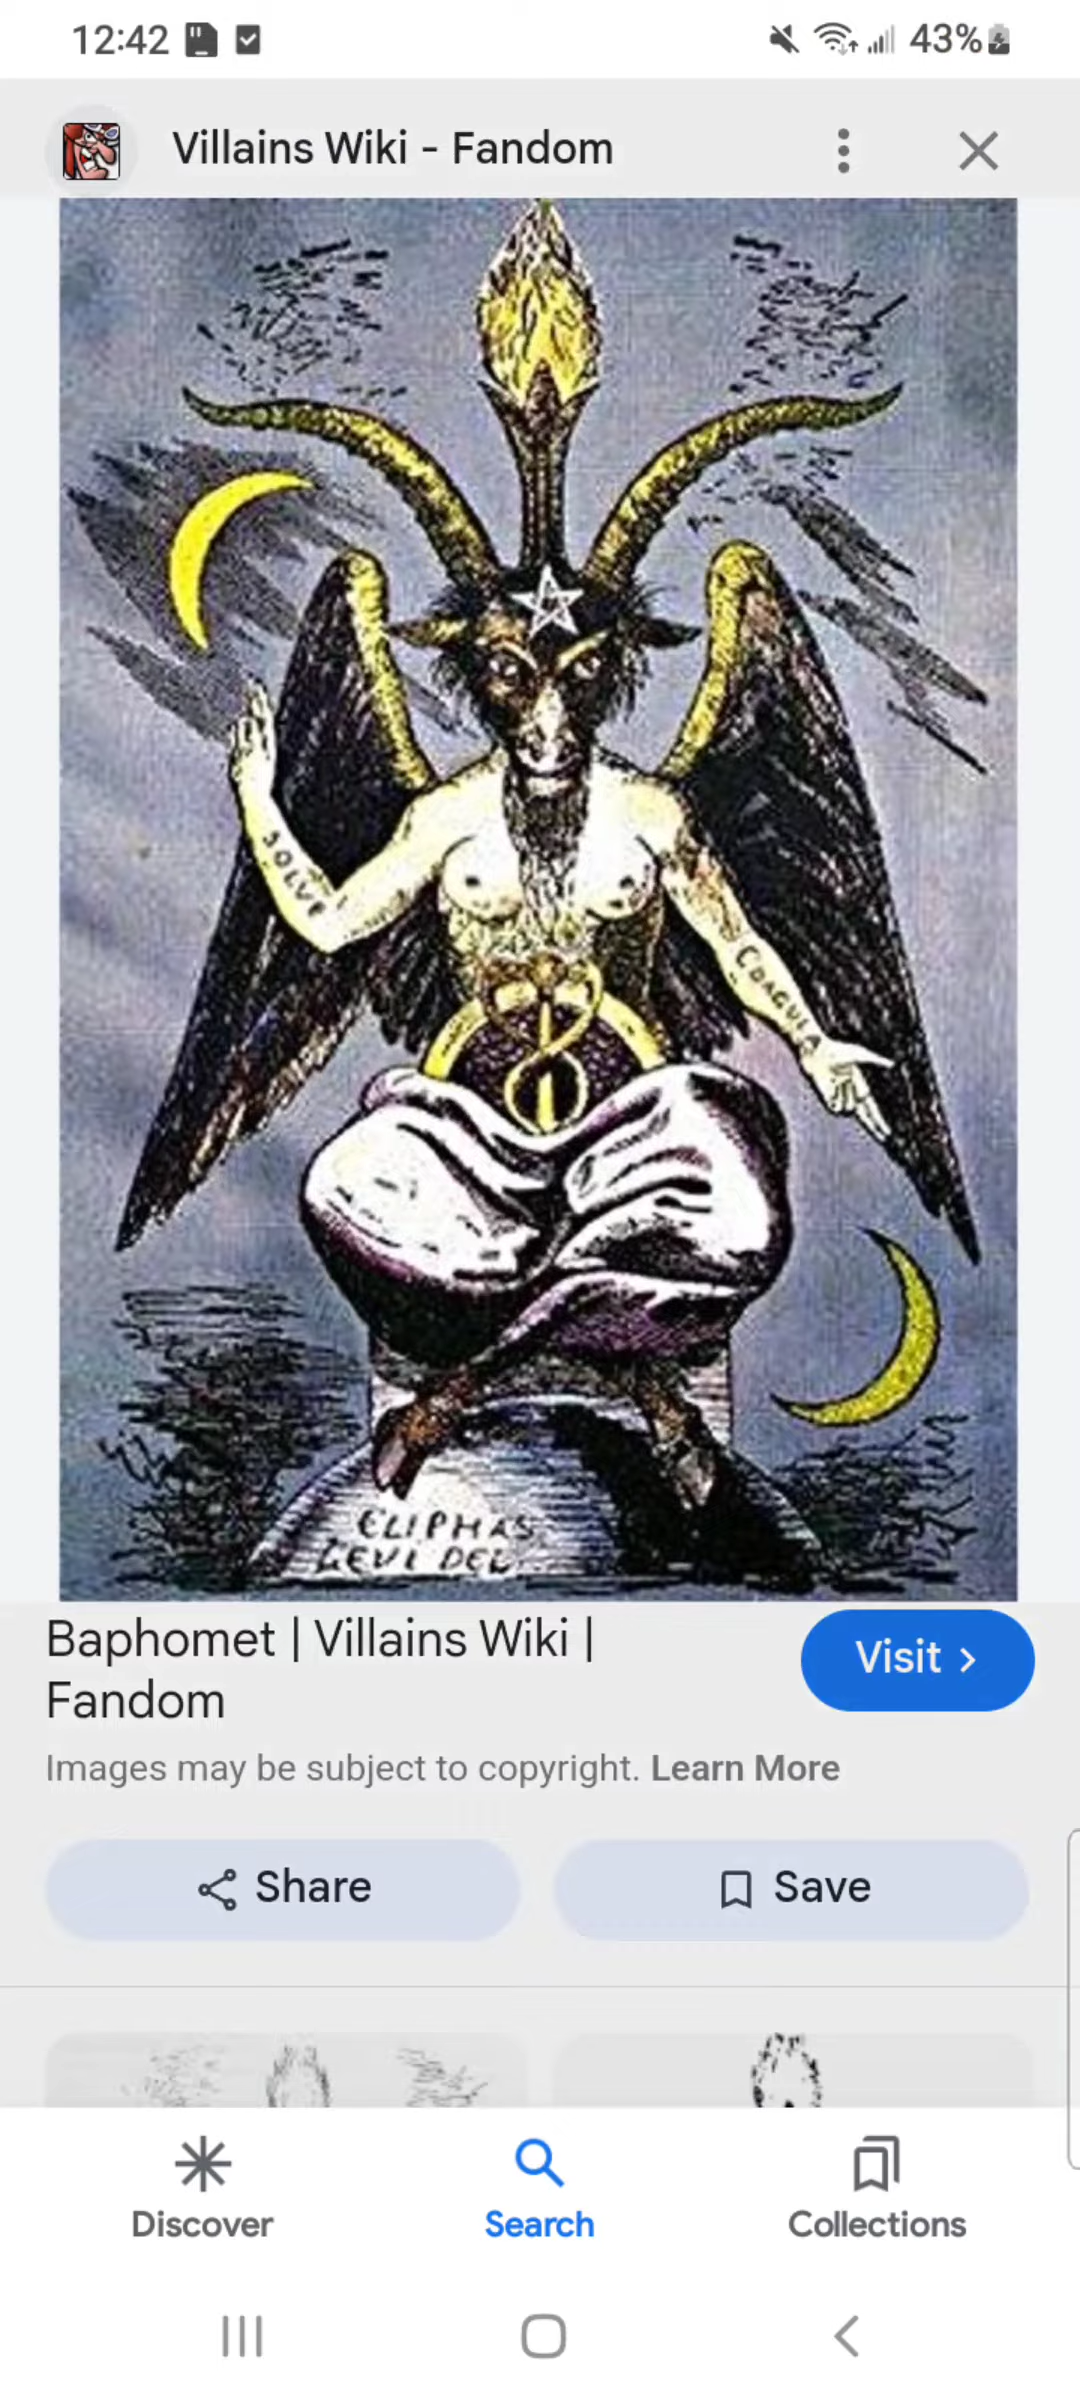 12:42 43%
Villains Wiki - Fandom
SOLVE
COAGULA
ELIPHAS
LEVI DEL
Baphomet | Villains Wiki |
Fandom
Visit
Images may be subject to copyright. Learn More
Share Save
Discover Search Collections